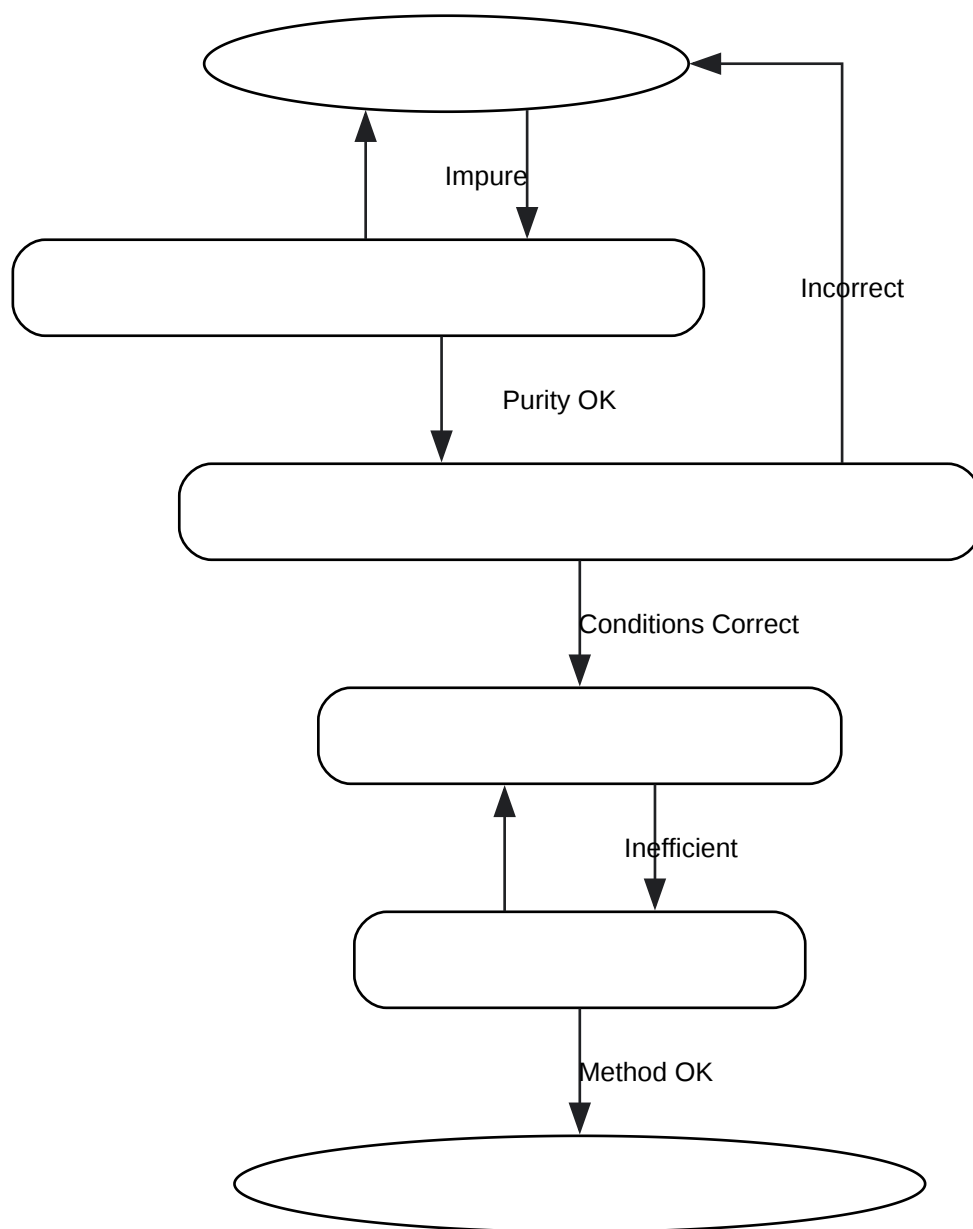 Impure
Incorrect
Purity OK
Conditions Correct
Inefficient
Method OK